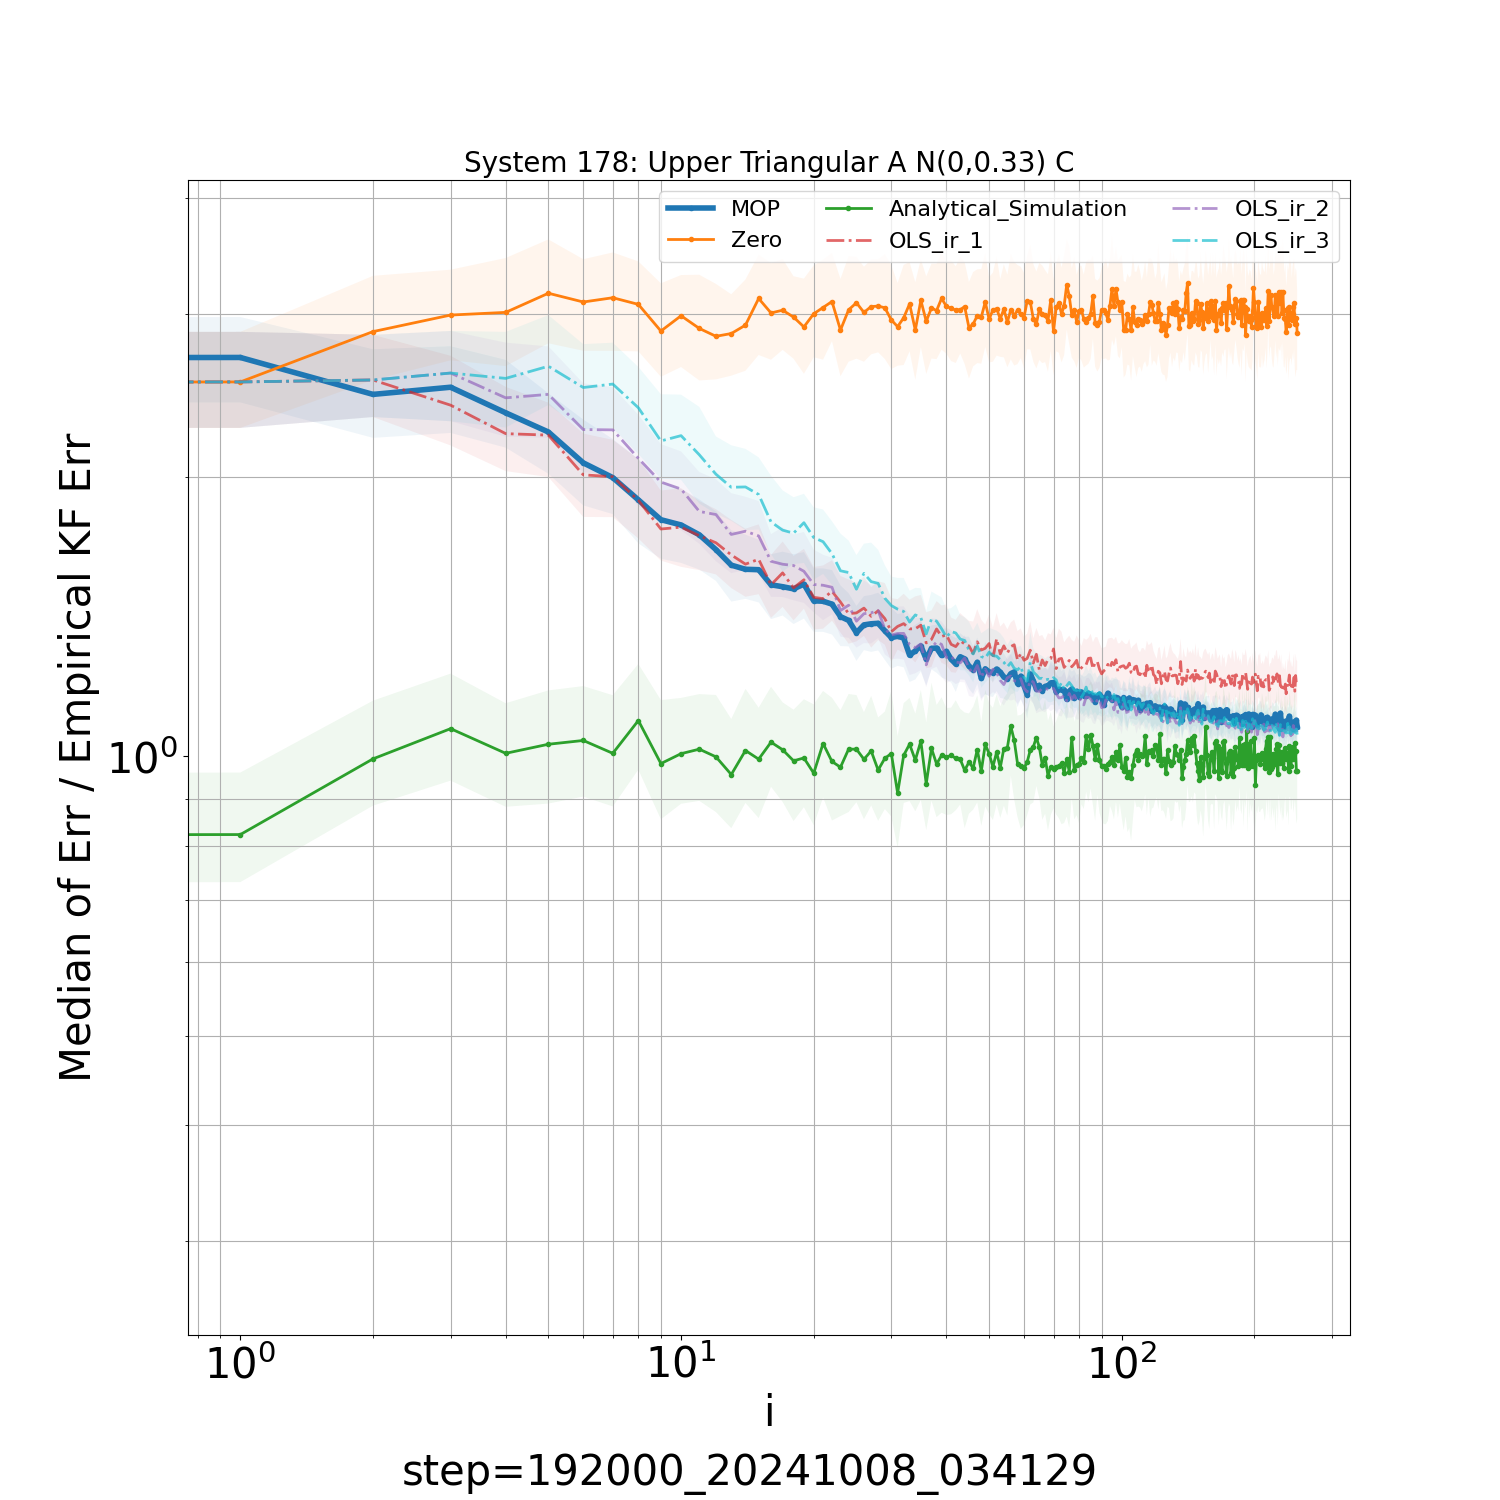 System 178: Upper Triangular A N(0,0.33) C
MOP
Zero
Analytical_Simulation
OLS_ir_1
OLS_ir_2
OLS_ir_3
Median of Err / Empirical KF Err
10⁰
10⁰ 10¹ 10²
i
step=192000_20241008_034129